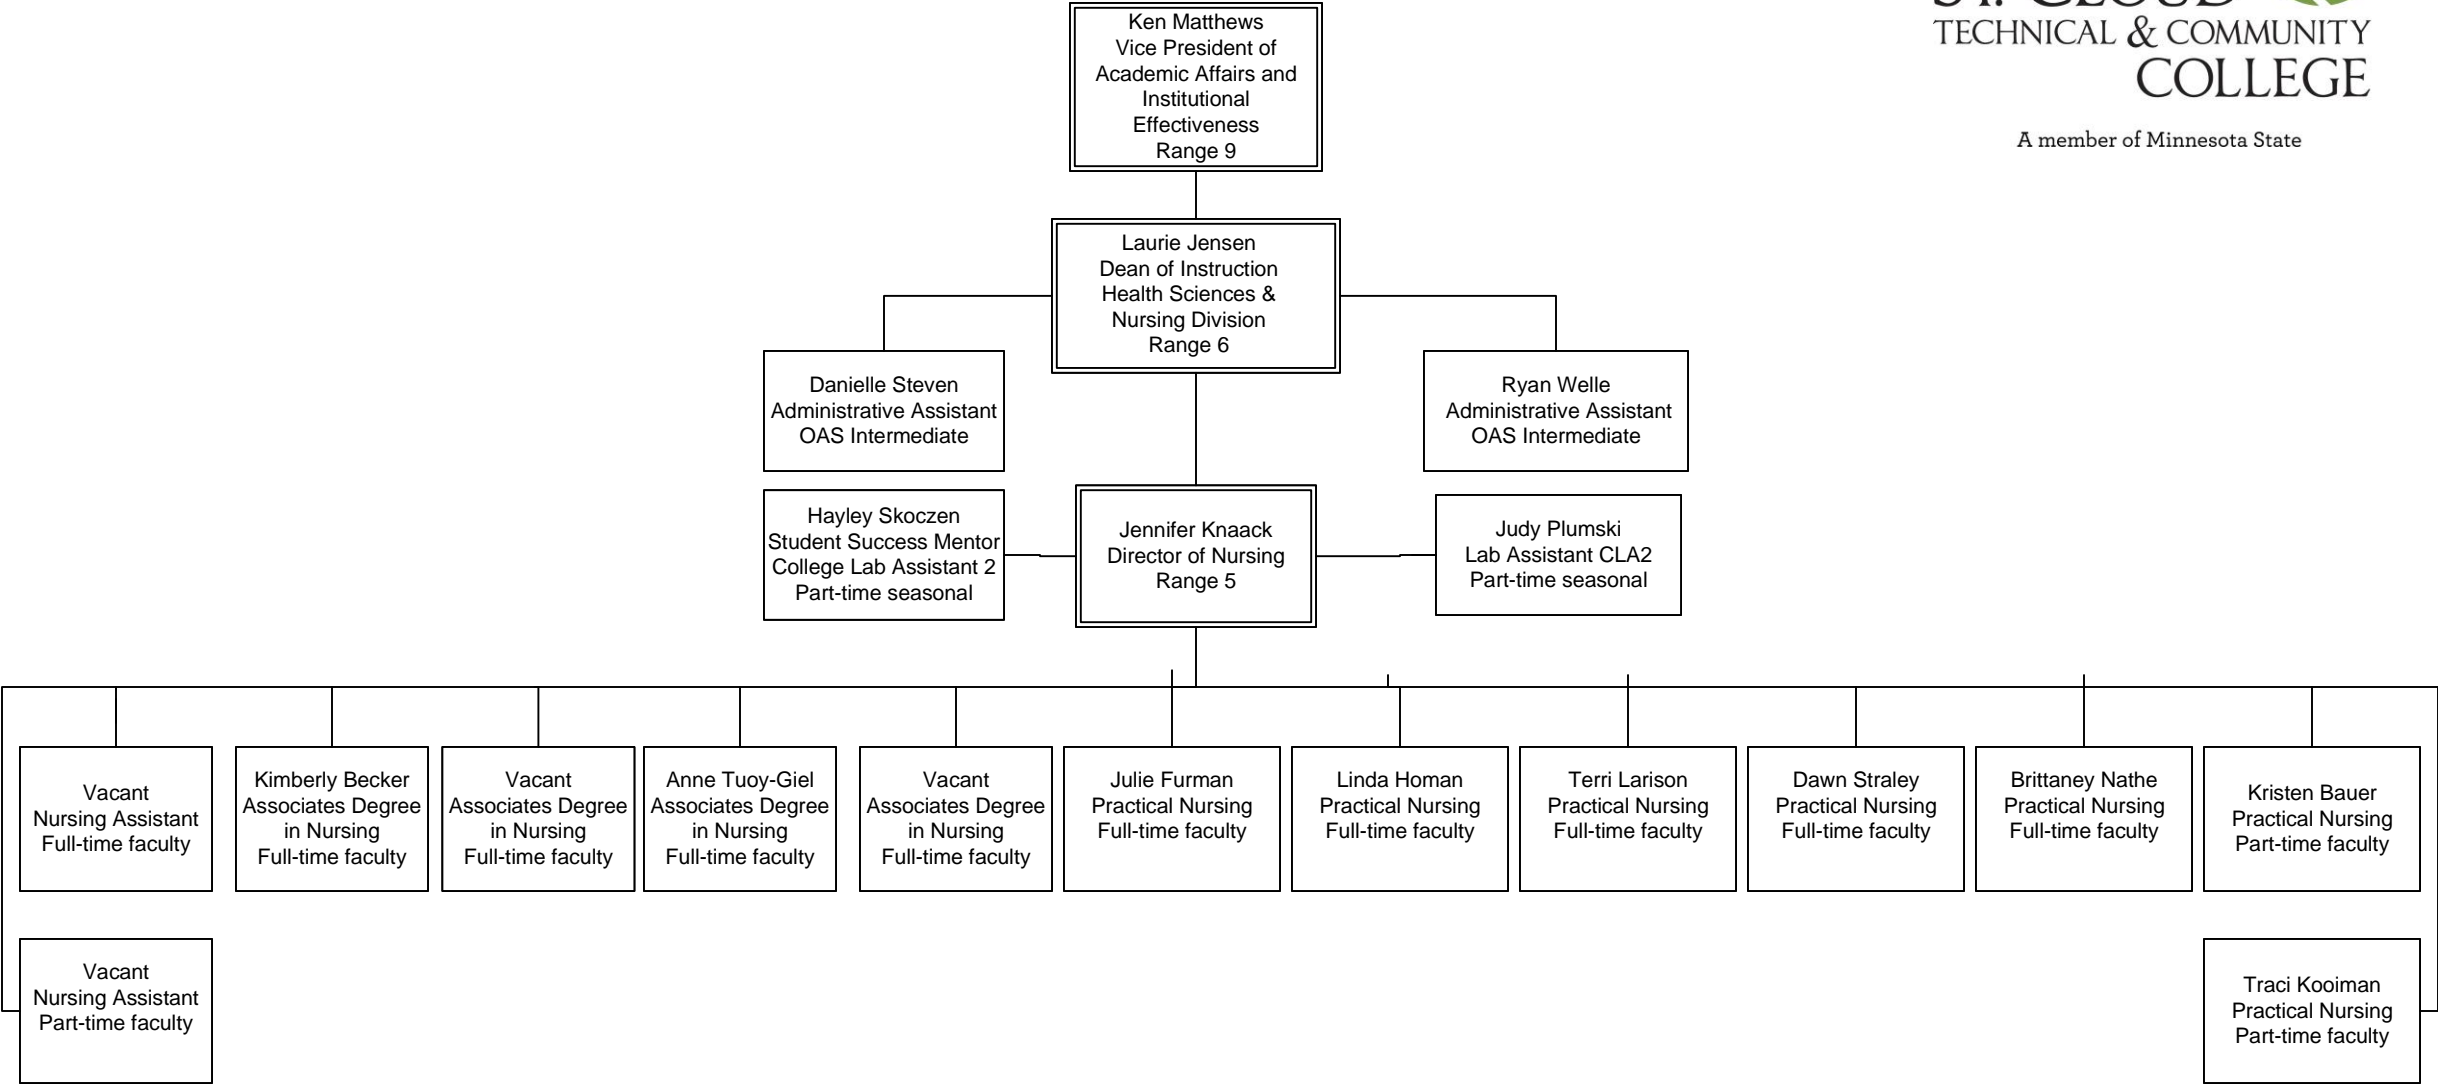 Ken Matthews
Vice President of
Academic Affairs and
Institutional
Effectiveness
Range 9
ST. CLOUD
TECHNICAL & COMMUNITY
COLLEGE
A member of Minnesota State
Laurie Jensen
Dean of Instruction
Health Sciences &
Nursing Division
Range 6
Danielle Steven
Administrative Assistant
OAS Intermediate
Ryan Welle
Administrative Assistant
OAS Intermediate
Hayley Skoczen
Student Success Mentor
College Lab Assistant 2
Part-time seasonal
Jennifer Knaack
Director of Nursing
Range 5
Judy Plumski
Lab Assistant CLA2
Part-time seasonal
Vacant
Nursing Assistant
Full-time faculty
Kimberly Becker
Associates Degree
in Nursing
Full-time faculty
Vacant
Associates Degree
in Nursing
Full-time faculty
Anne Tuoy-Giel
Associates Degree
in Nursing
Full-time faculty
Vacant
Associates Degree
in Nursing
Full-time faculty
Julie Furman
Practical Nursing
Full-time faculty
Linda Homan
Practical Nursing
Full-time faculty
Terri Larison
Practical Nursing
Full-time faculty
Dawn Straley
Practical Nursing
Full-time faculty
Brittaney Nathe
Practical Nursing
Full-time faculty
Kristen Bauer
Practical Nursing
Part-time faculty
Vacant
Nursing Assistant
Part-time faculty
Traci Kooiman
Practical Nursing
Part-time faculty